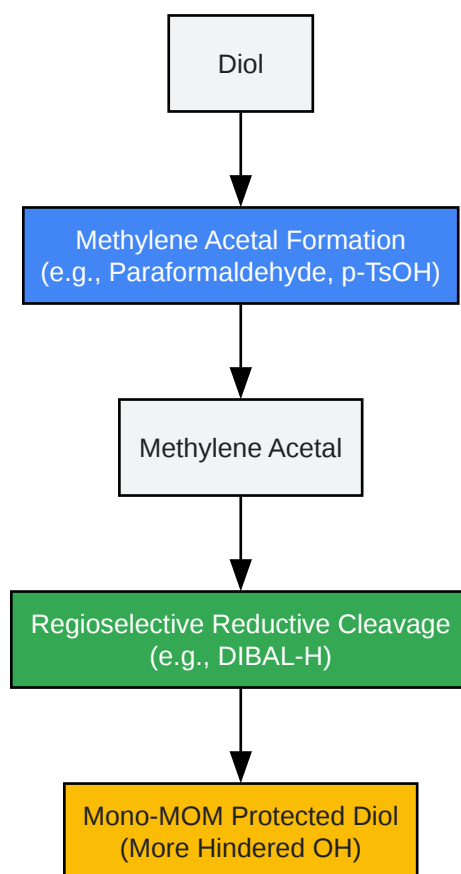 Diol
Methylene Acetal Formation
(e.g., Paraformaldehyde, p-TsOH)
Methylene Acetal
Regioselective Reductive Cleavage
(e.g., DIBAL-H)
Mono-MOM Protected Diol
(More Hindered OH)